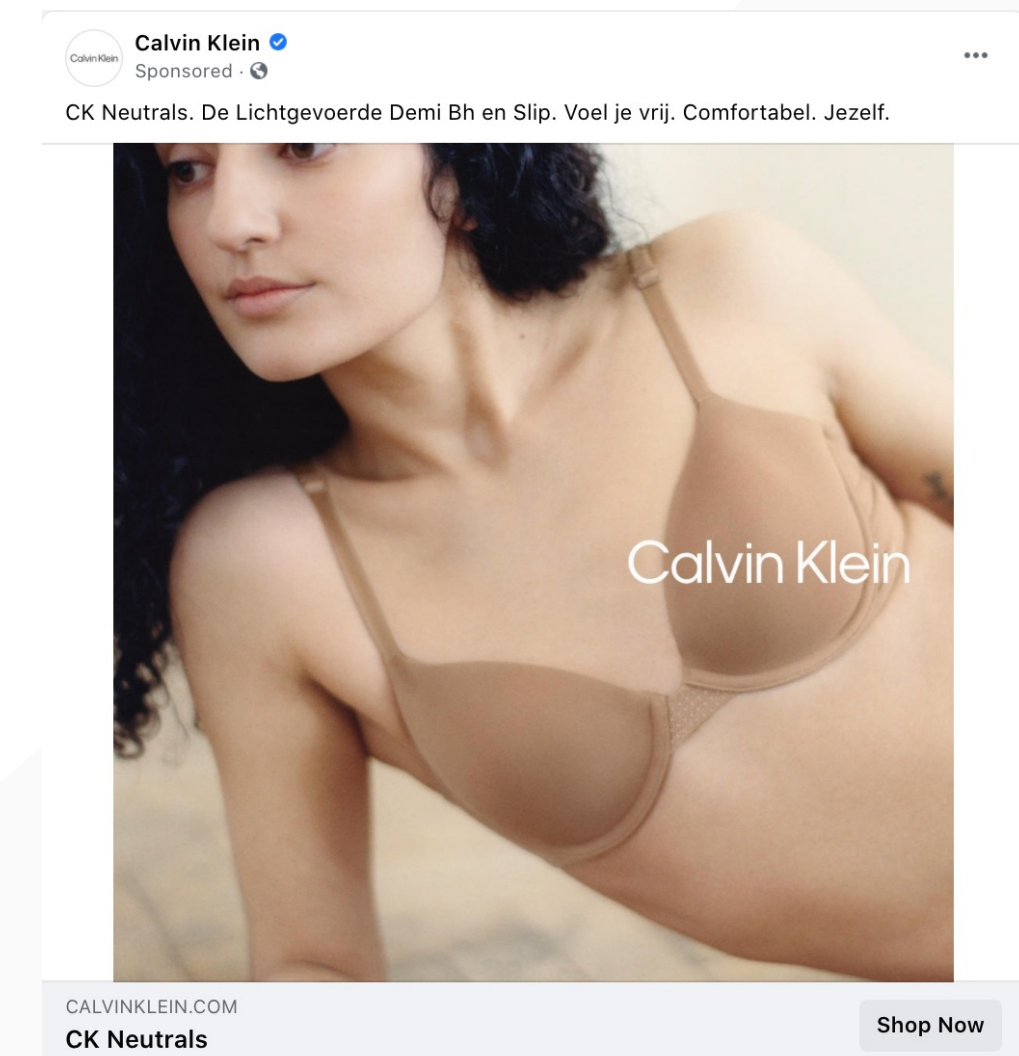 Calvin Klein
Calvin Klein
Sponsored ·
CK Neutrals. De Lichtgevoerde Demi Bh en Slip. Voel je vrij. Comfortabel. Jezelf.
Calvin Klein
CALVINKLEIN.COM
CK Neutrals
Shop Now